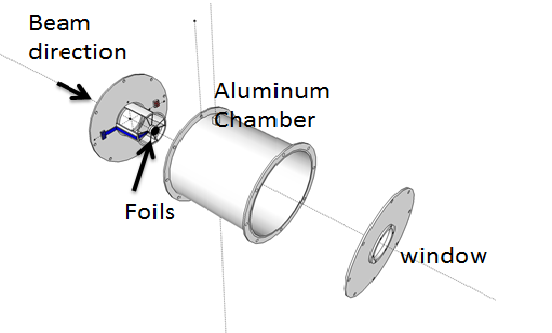 Beam
direction
Aluminum
Chamber
Foils
window